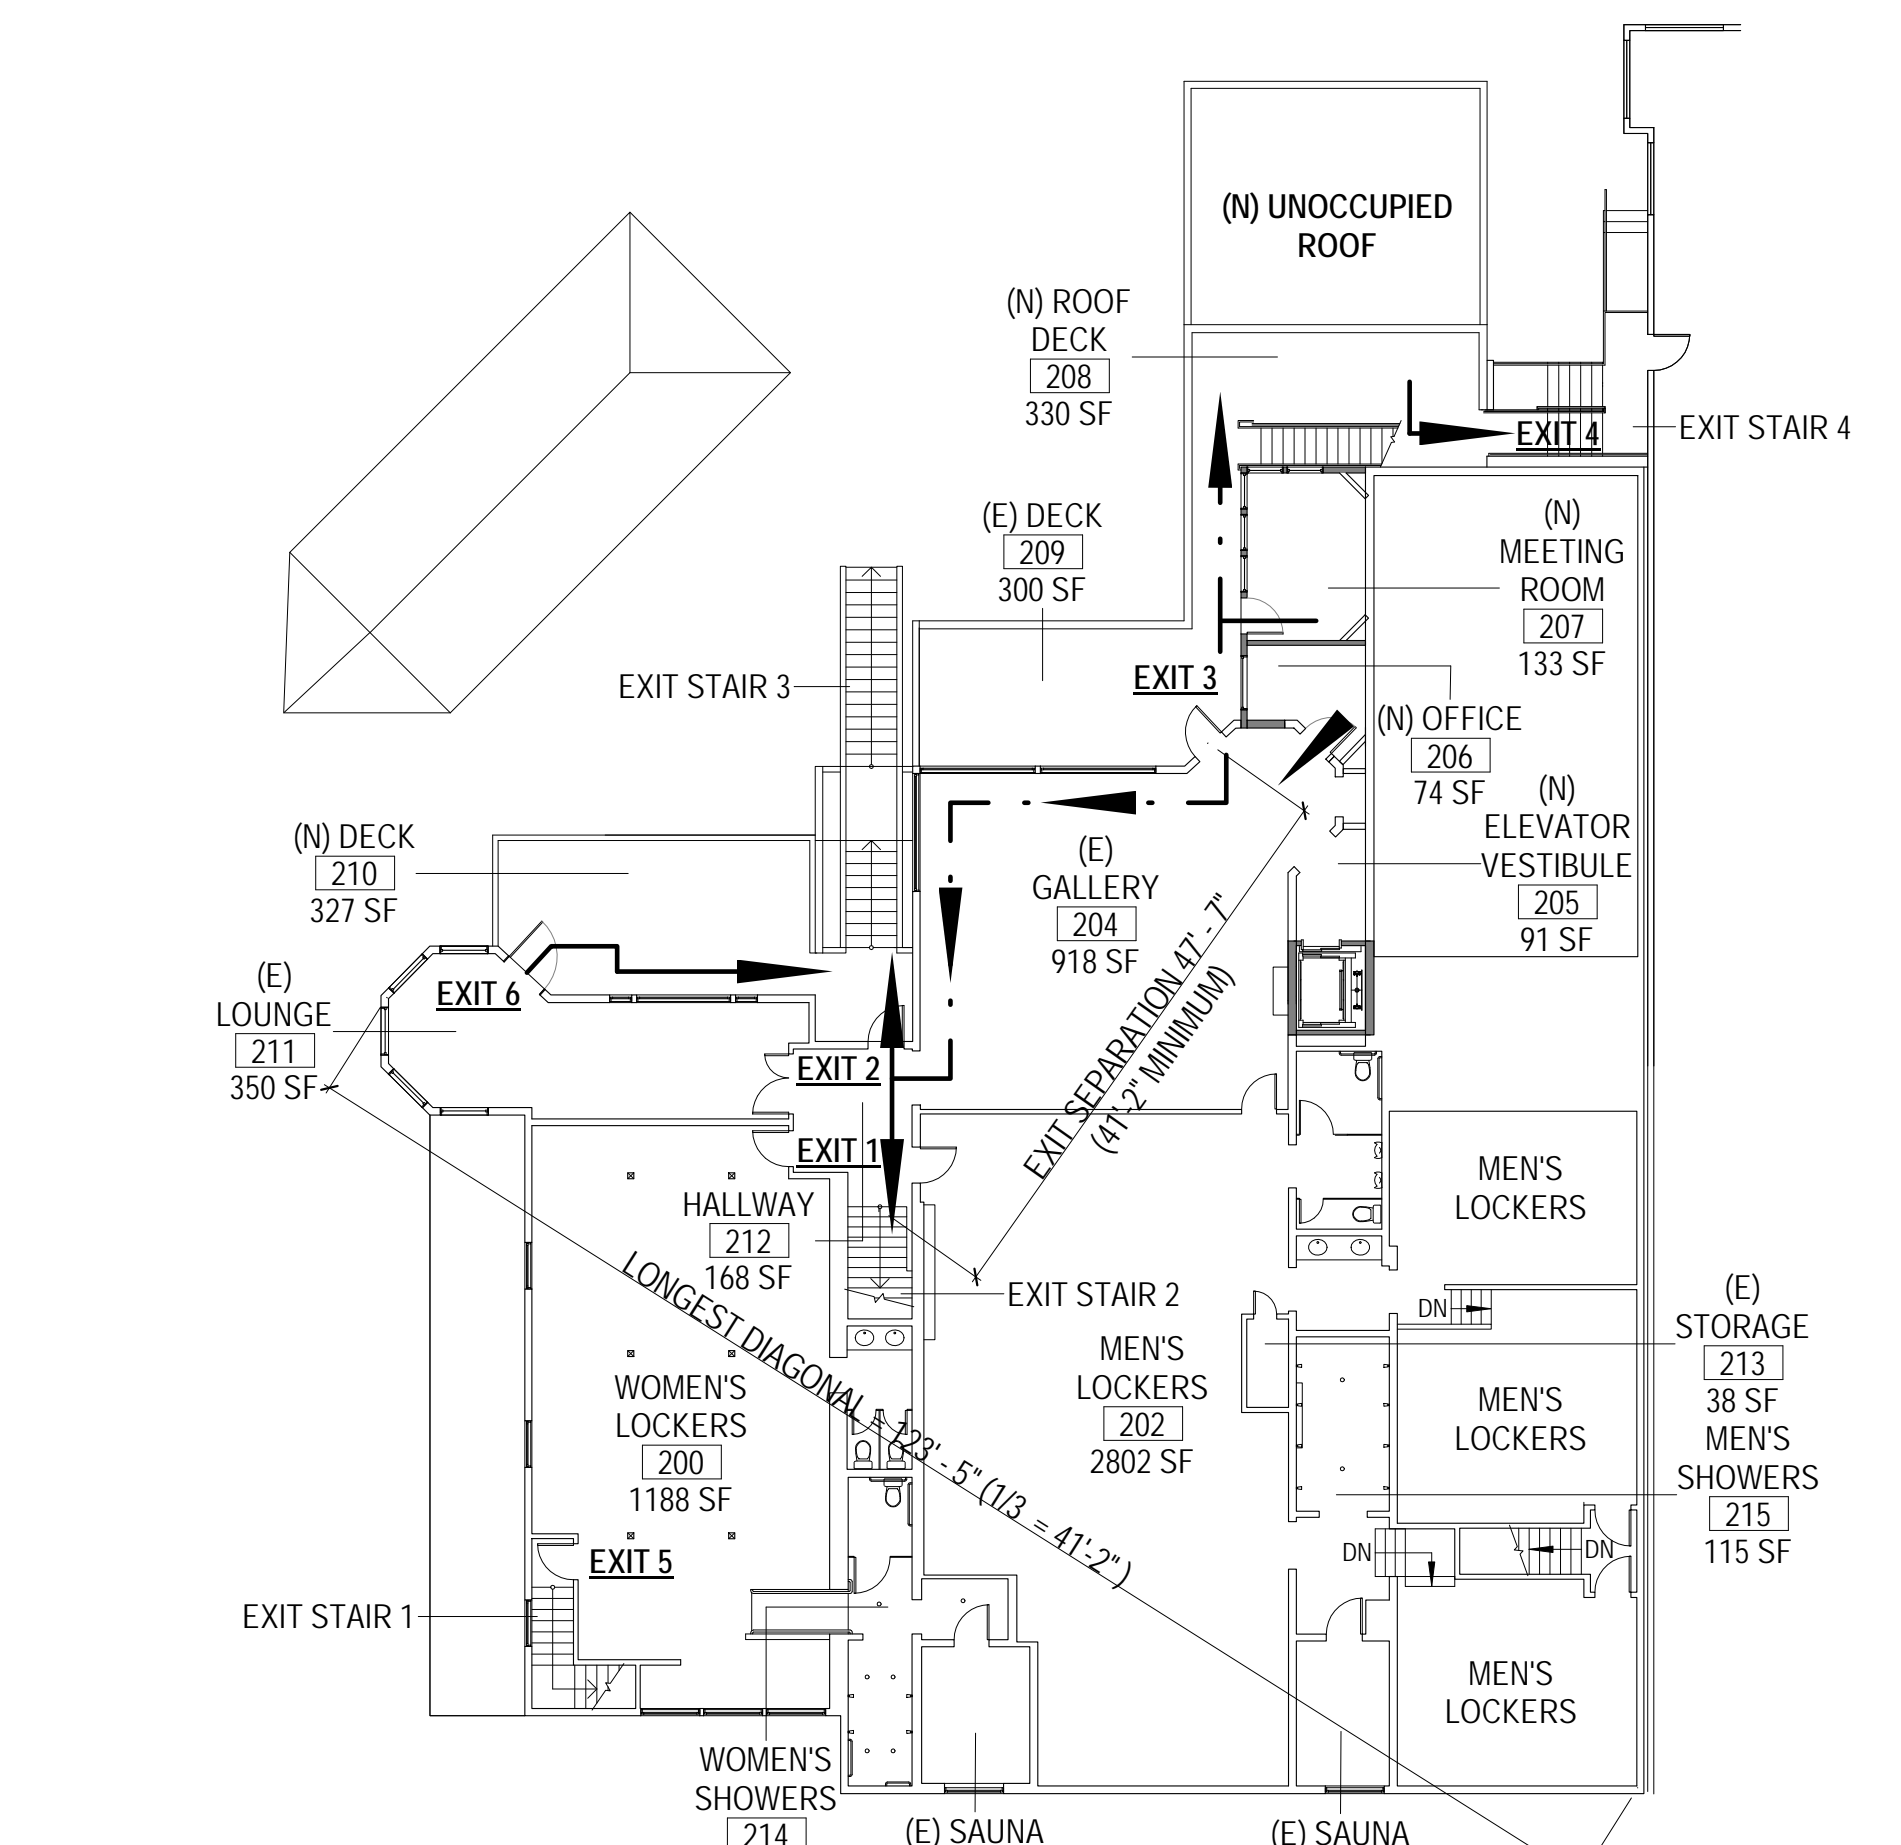 (N) UNOCCUPIED
ROOF
(N) ROOF
DECK
208
330 SF
EXIT 4
EXIT STAIR 4
(E) DECK
209
300 SF
(N)
MEETING
ROOM
207
133 SF
EXIT STAIR 3
EXIT 3
(N) OFFICE
206
74 SF
(N)
ELEVATOR
VESTIBULE
205
91 SF
(N) DECK
210
327 SF
(E)
GALLERY
204
918 SF
EXIT SEPARATION 47' - 7"
(41'-2" MINIMUM)
(E)
LOUNGE
211
350 SF
EXIT 6
EXIT 2
EXIT 1
HALLWAY
212
168 SF
EXIT STAIR 2
LONGEST DIAGONAL = 123' - 5" (1/3 = 41'-2" )
MEN'S
LOCKERS
DN
(E)
STORAGE
213
38 SF
WOMEN'S
LOCKERS
200
1188 SF
MEN'S
LOCKERS
202
2802 SF
MEN'S
LOCKERS
MEN'S
SHOWERS
215
115 SF
DN
DN
EXIT 5
EXIT STAIR 1
MEN'S
LOCKERS
WOMEN'S
SHOWERS
214
(E) SAUNA
(E) SAUNA